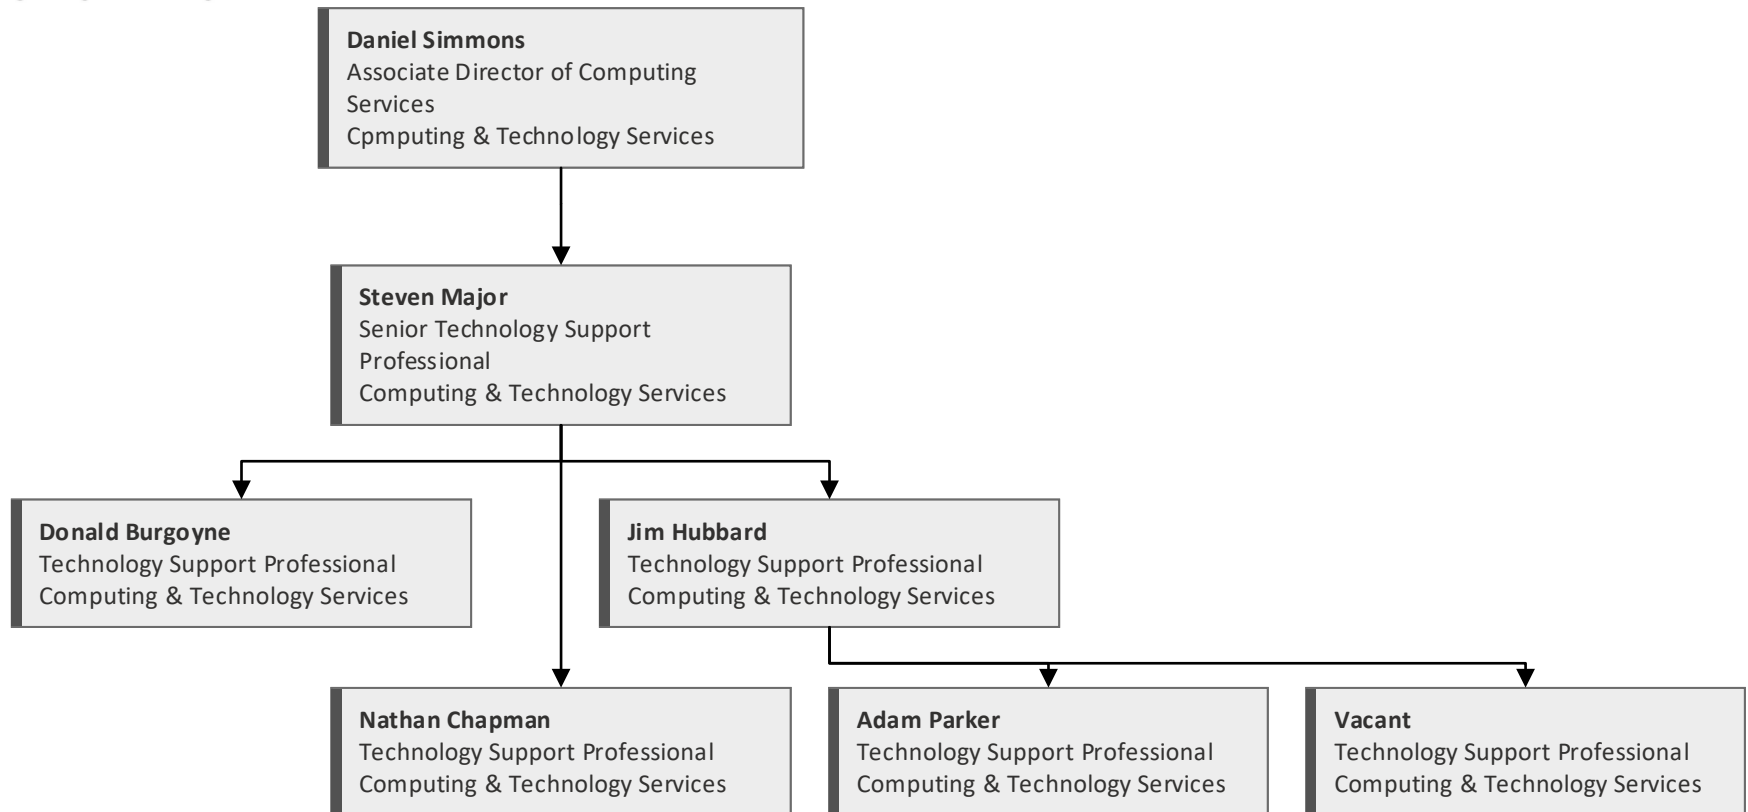 Daniel Simmons
Associate Director of Computing
Services
Cpmputing & Technology Services
Steven Major
Senior Technology Support
Professional
Computing & Technology Services
Donald Burgoyne
Technology Support Professional
Computing & Technology Services
Jim Hubbard
Technology Support Professional
Computing & Technology Services
Nathan Chapman
Technology Support Professional
Computing & Technology Services
Adam Parker
Technology Support Professional
Computing & Technology Services
Vacant
Technology Support Professional
Computing & Technology Services